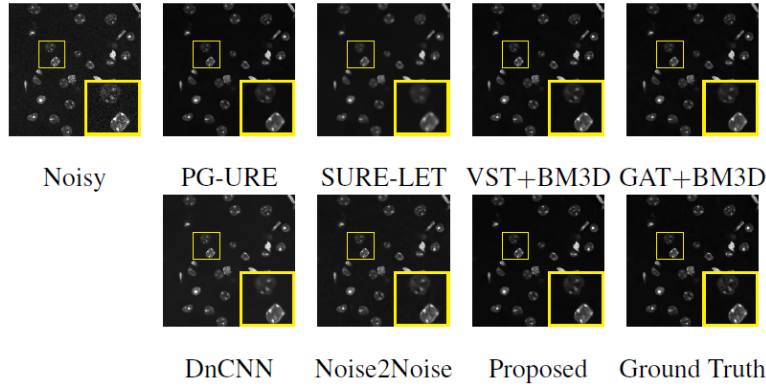 Noisy PG-URE SURE-LET VST+BM3D GAT+BM3D
DnCNN Noise2Noise Proposed Ground Truth